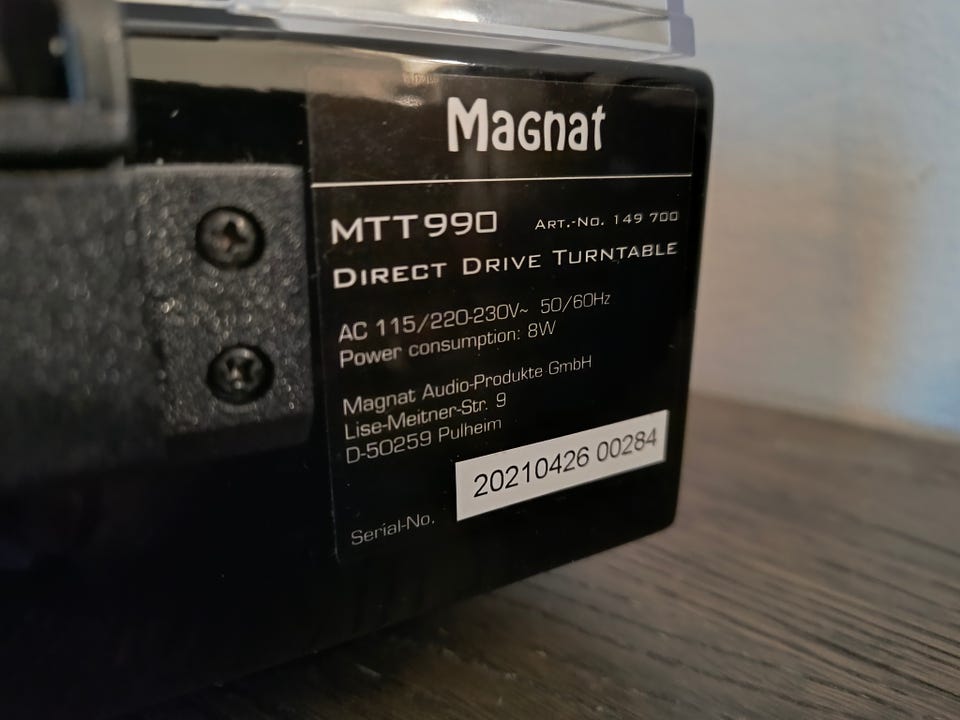 Magnat
MTT990 Art.-No. 149 700
Direct Drive Turntable
AC 115/220-230V~ 50/60Hz
Power consumption: 8W
Magnat Audio-Produkte GmbH
Lise-Meitner-Str. 9
D-50259 Pulheim
20210426 00284
Serial-No.